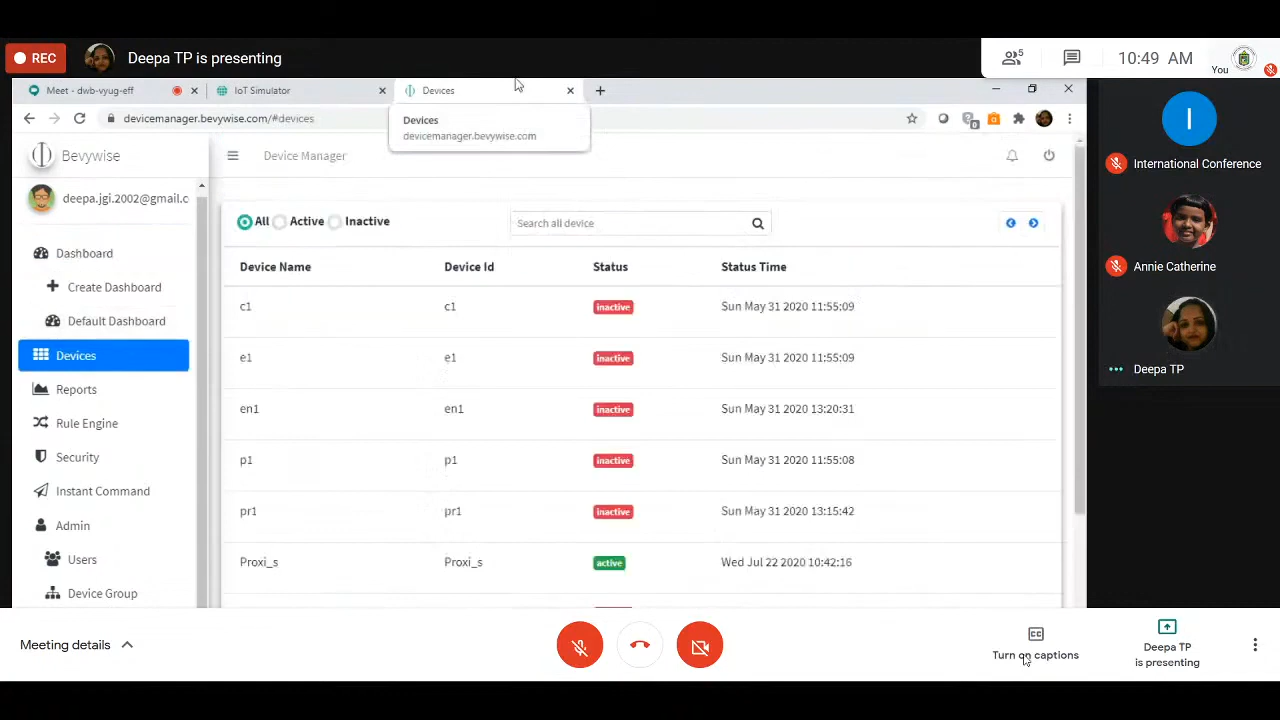 REC
Deepa TP is presenting
5
10:49 AM
You
Meet - dwb-vyug-eff
IoT Simulator
Devices
devicemanager.bevywise.com/#devices
Devices
devicemanager.bevywise.com
Bevywise
Device Manager
deepa.jgi.2002@gmail.c
All Active Inactive
Search all device
Dashboard
Create Dashboard
Default Dashboard
Devices
Reports
Rule Engine
Security
Instant Command
Admin
Users
Device Group
Device Name Device Id Status Status Time
c1 c1 inactive Sun May 31 2020 11:55:09
e1 e1 inactive Sun May 31 2020 11:55:09
en1 en1 inactive Sun May 31 2020 13:20:31
p1 p1 inactive Sun May 31 2020 11:55:08
pr1 pr1 inactive Sun May 31 2020 13:15:42
Proxi_s Proxi_s active Wed Jul 22 2020 10:42:16
I
International Conference
Annie Catherine
Deepa TP
Meeting details
CC
Turn on captions
Deepa TP
is presenting